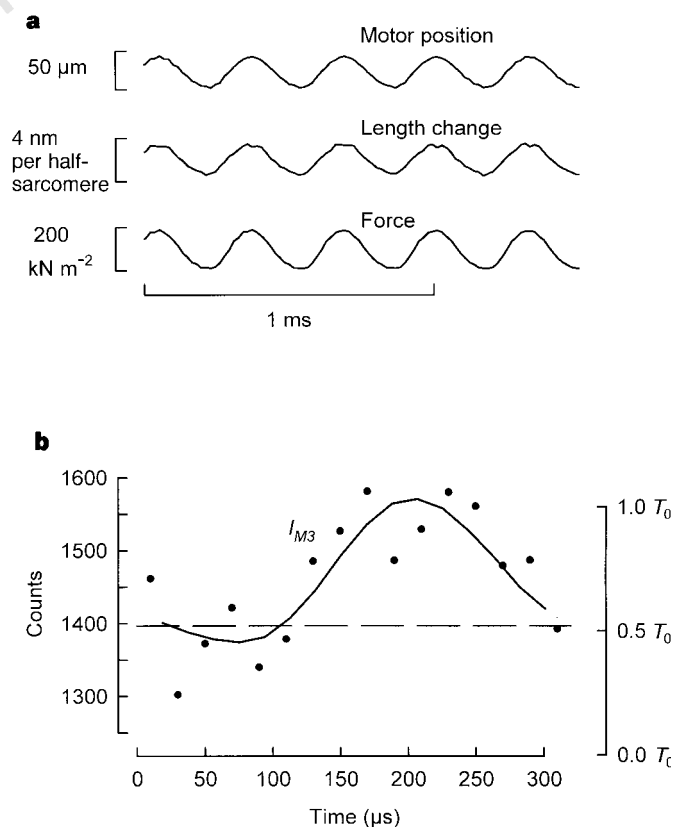 a
Motor position
50 μm
Length change
4 nm
per half-
sarcomere
Force
200
kN m⁻²
1 ms
b
1600
1500
1400
1300
Counts
I_M3
1.0 T₀
0.5 T₀
0.0 T₀
0 50 100 150 200 250 300
Time (μs)